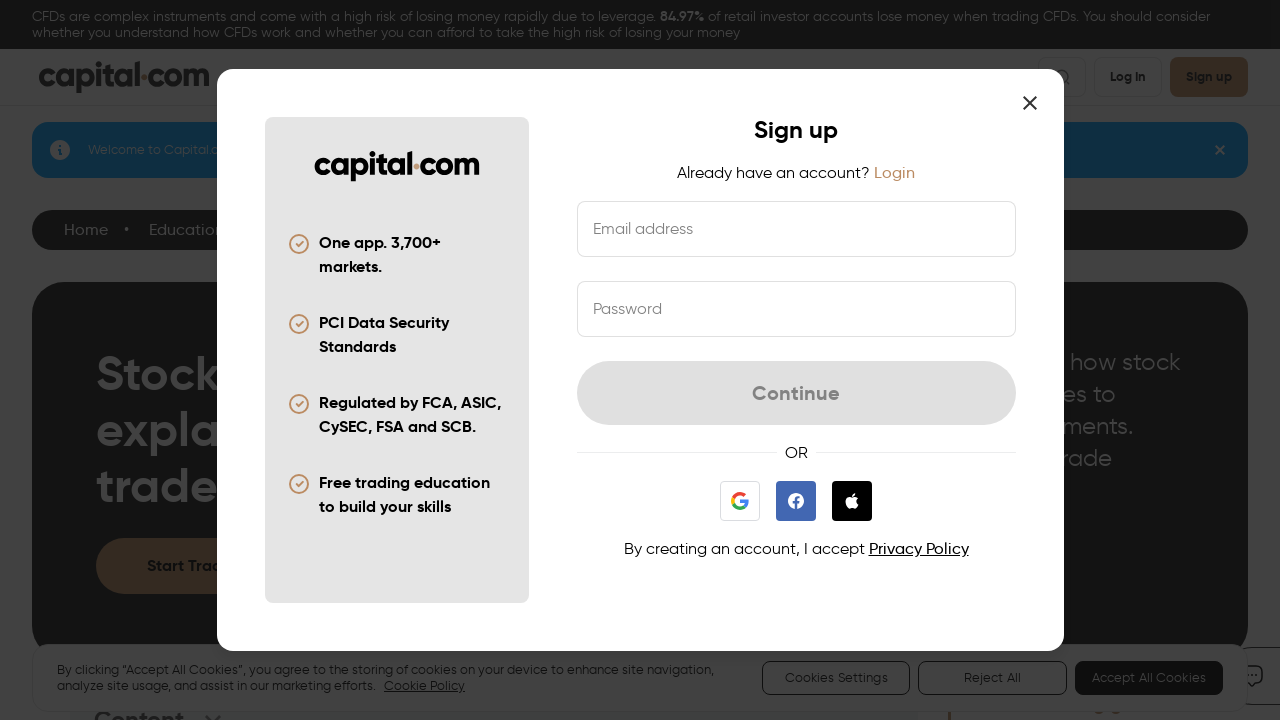 CFDs are complex instruments and come with a high risk of losing money rapidly due to leverage. 84.97% of retail investor accounts lose money when trading CFDs. You should consider
whether you understand how CFDs work and whether you can afford to take the high risk of losing your money
capital.com
Log In
Sign up
Welcome to Capital.c
Home
Education
Stock
expla
trade
how stock
es to
ments.
rade
Start Trad
Sign up
Already have an account? Login
Email address
Password
Continue
OR
By creating an account, I accept Privacy Policy
capital.com
One app. 3,700+
markets.
PCI Data Security
Standards
Regulated by FCA, ASIC,
CySEC, FSA and SCB.
Free trading education
to build your skills
By clicking “Accept All Cookies”, you agree to the storing of cookies on your device to enhance site navigation,
analyze site usage, and assist in our marketing efforts. Cookie Policy
Cookies Settings
Reject All
Accept All Cookies
Content